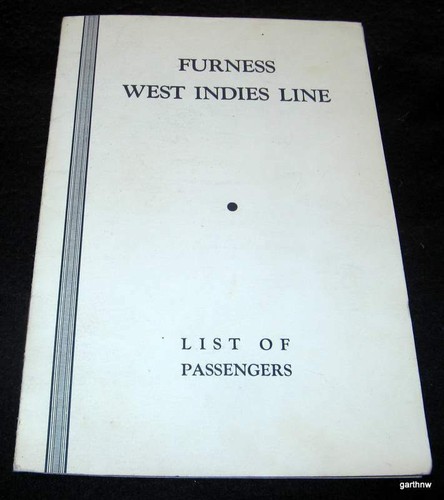 FURNESS
WEST INDIES LINE
LIST OF
PASSENGERS
garthnw